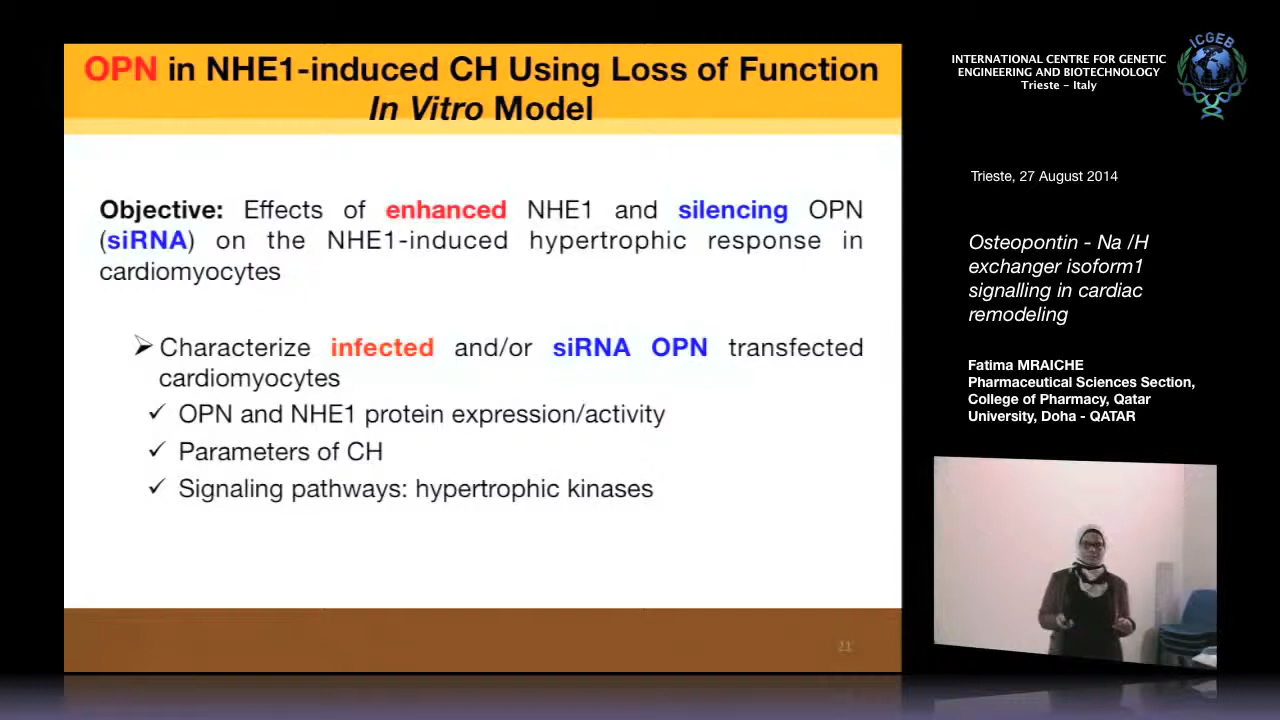 OPN in NHE1-induced CH Using Loss of Function
In Vitro Model
Objective: Effects of enhanced NHE1 and silencing OPN
(siRNA) on the NHE1-induced hypertrophic response in
cardiomyocytes
Characterize infected and/or siRNA OPN transfected
cardiomyocytes
OPN and NHE1 protein expression/activity
Parameters of CH
Signaling pathways: hypertrophic kinases
21
INTERNATIONAL CENTRE FOR GENETIC
ENGINEERING AND BIOTECHNOLOGY
Trieste - Italy
ICGEB
Trieste, 27 August 2014
Osteopontin - Na /H
exchanger isoform1
signalling in cardiac
remodeling
Fatima MRAICHE
Pharmaceutical Sciences Section,
College of Pharmacy, Qatar
University, Doha - QATAR